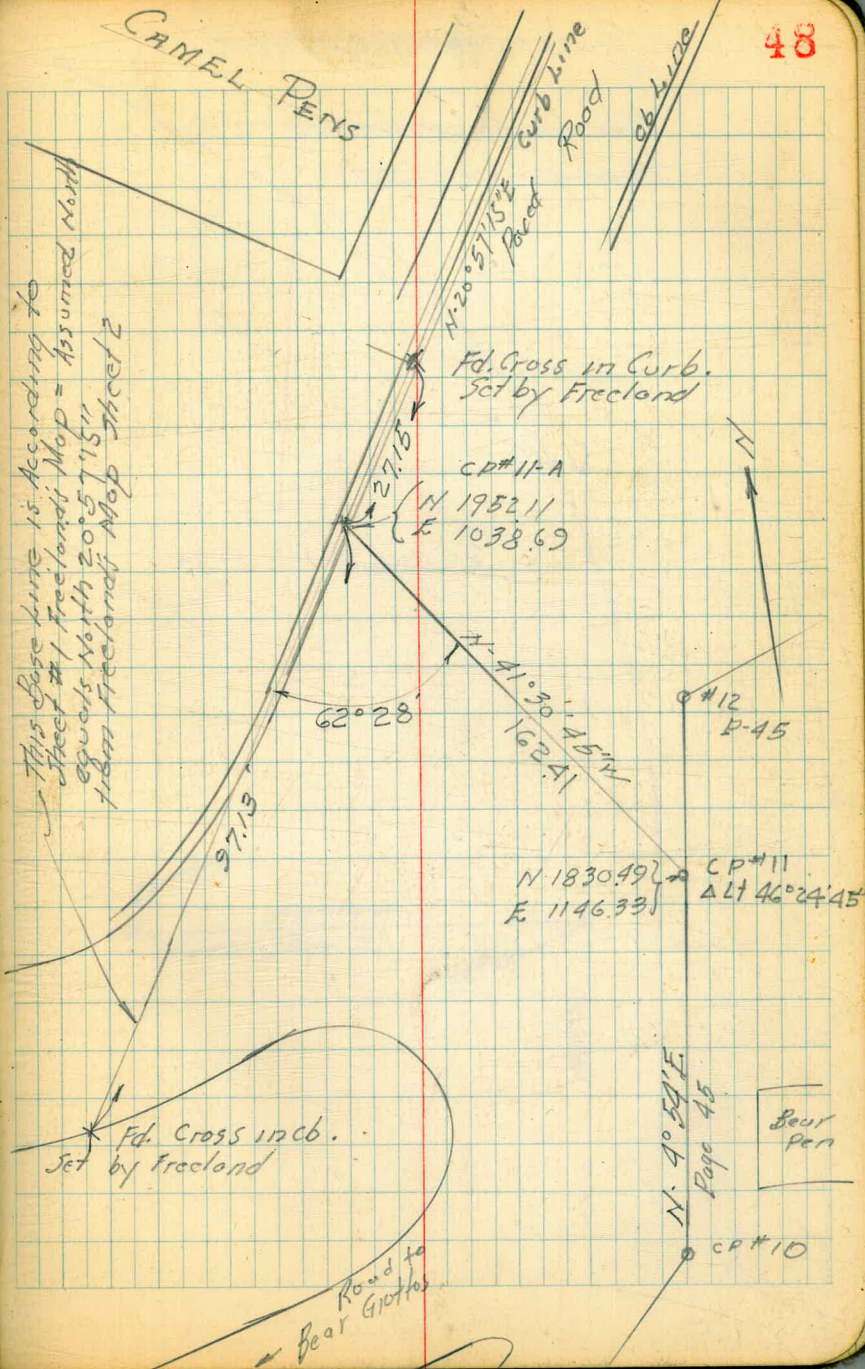 48
CAMEL PENS
Curb Line
Road
cb Line
N-20°57'15"E
Paced
This Base Line is According to
Sheet #1 Freeland's Map = Assumed North
equals North 20°57'15"
from Freelands Map Sheet 2
Fd. Cross in Curb.
Set by Freeland
27.15
CP#11-A
N 1952.11
E 1038.69
N
62°28'
N-41°30'45"W
162.41
#12
P-45
97.13
N 1830.49
E 1146.33
CP#11
Δ Lt 46°24'45"
N-4°54'E
Page 45
Bear
Pen
Fd. Cross in cb.
Set by Freeland
CP#10
Road to
Bear Grottos